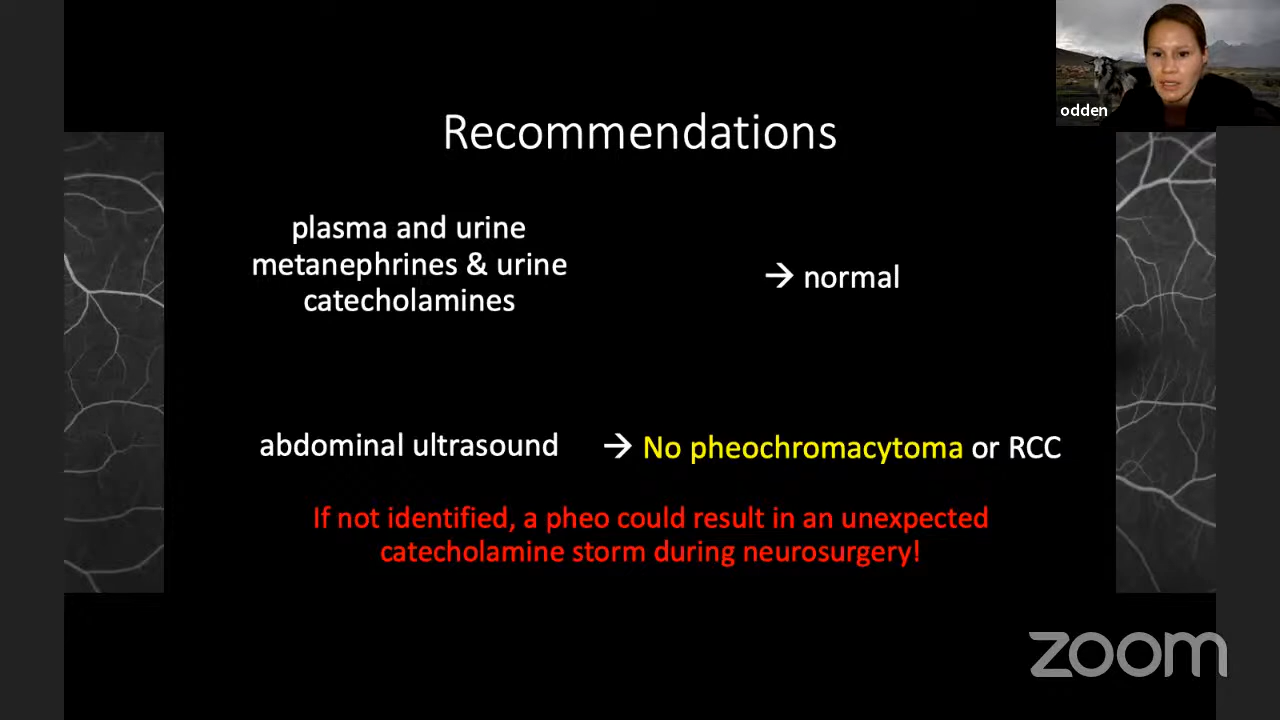 odden
Recommendations
plasma and urine
metanephrines & urine
catecholamines
→ normal
abdominal ultrasound
→ No pheochromacytoma or RCC
If not identified, a pheo could result in an unexpected
catecholamine storm during neurosurgery!
zoom